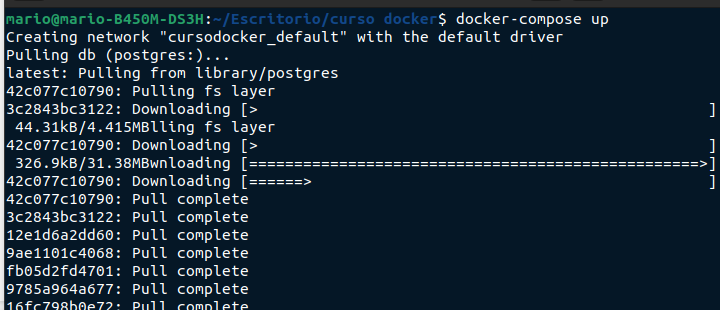 mario@mario-B450M-DS3H:~/Escritorio/curso docker$ docker-compose up
Creating network "cursodocker_default" with the default driver
Pulling db (postgres:)...
latest: Pulling from library/postgres
42c077c10790: Pulling fs layer
3c2843bc3122: Downloading [>                                                  ]
 44.31kB/4.415MBlling fs layer
42c077c10790: Downloading [>                                                  ]
 326.9kB/31.38MBwnloading [==================================================>]
42c077c10790: Downloading [======>                                            ]
42c077c10790: Pull complete
3c2843bc3122: Pull complete
12e1d6a2dd60: Pull complete
9ae1101c4068: Pull complete
fb05d2fd4701: Pull complete
9785a964a677: Pull complete
16fc798b0e72: Pull complete